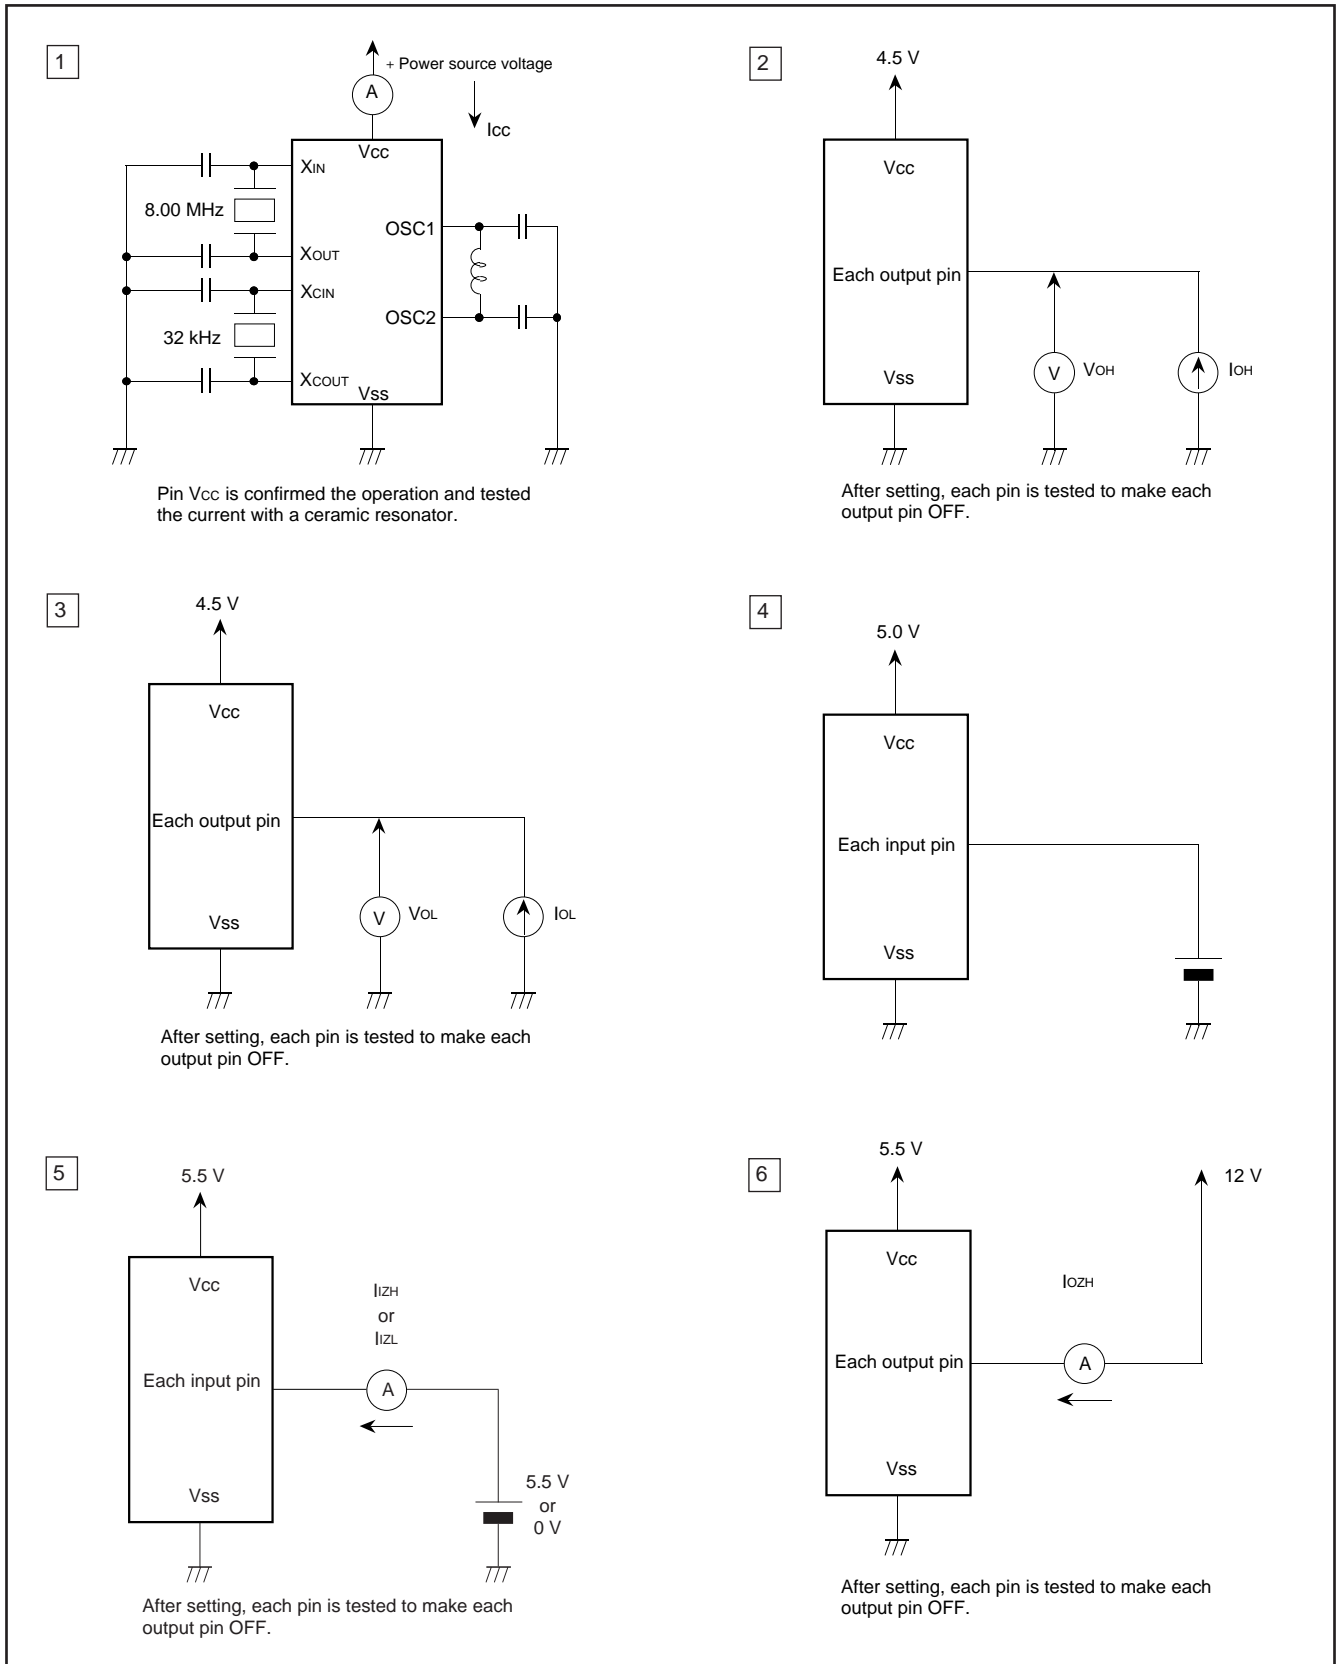 1
+ Power source voltage
A
Icc
Vcc
XIN
8.00 MHz
OSC1
XOUT
XCIN
OSC2
32 kHz
XCOUT
Vss
Pin Vcc is confirmed the operation and tested
the current with a ceramic resonator.
2
4.5 V
Vcc
Each output pin
V
VOH
IOH
Vss
After setting, each pin is tested to make each
output pin OFF.
3
4.5 V
Vcc
Each output pin
V
VOL
IOL
Vss
After setting, each pin is tested to make each
output pin OFF.
4
5.0 V
Vcc
Each input pin
Vss
5
5.5 V
Vcc
IIZH
or
IIZL
Each input pin
A
Vss
5.5 V
or
0 V
After setting, each pin is tested to make each
output pin OFF.
6
5.5 V
12 V
Vcc
IOZH
Each output pin
A
Vss
After setting, each pin is tested to make each
output pin OFF.